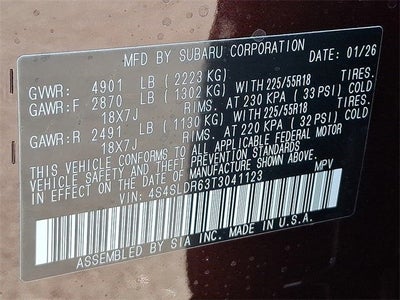 MFD BY SUBARU CORPORATION DATE: 01/26
GVWR: 4901 LB (2223 KG)
GAWR:F 2870 LB (1302 KG) WITH 225/55R18 TIRES.
18X7J RIMS. AT 230 KPA (33 PSI) COLD
GAWR:R 2491 LB (1130 KG) WITH 225/55R18 TIRES.
18X7J RIMS. AT 220 KPA (32 PSI) COLD
THIS VEHICLE CONFORMS TO ALL APPLICABLE FEDERAL MOTOR
VEHICLE SAFETY AND THEFT PREVENTION STANDARDS
IN EFFECT ON THE DATE OF MANUFACTURE SHOWN ABOVE.
VIN: 4S4SLDR63T3041123 MPV
ASSEMBLED BY SIA INC. MADE IN U.S.A.